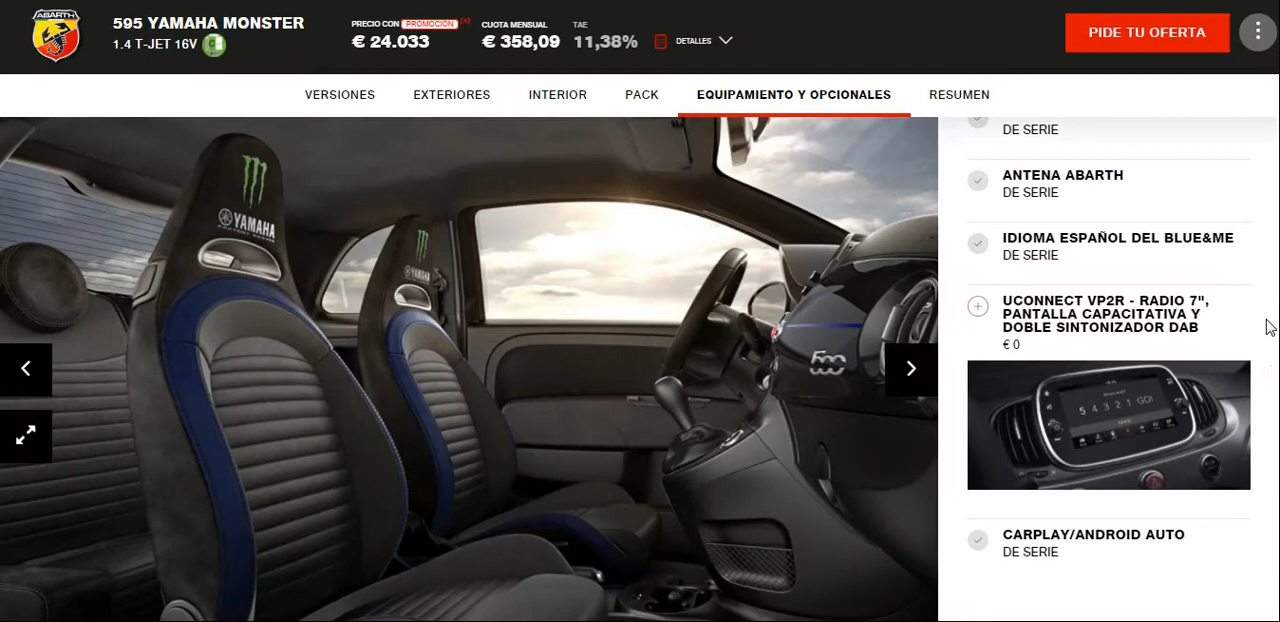 ABARTH
595 YAMAHA MONSTER
1.4 T-JET 16V
PRECIO CON PROMOCIÓN
€ 24.033
CUOTA MENSUAL
€ 358,09
TAE
11,38%
DETALLES
PIDE TU OFERTA
VERSIONES
EXTERIORES
INTERIOR
PACK
EQUIPAMIENTO Y OPCIONALES
RESUMEN
YAMAHA
YAMAHA
500
DE SERIE
ANTENA ABARTH
DE SERIE
IDIOMA ESPAÑOL DEL BLUE&ME
DE SERIE
UCONNECT VP2R - RADIO 7",
PANTALLA CAPACITATIVA Y
DOBLE SINTONIZADOR DAB
€ 0
5 4 3 2 1 GO!
CARPLAY/ANDROID AUTO
DE SERIE